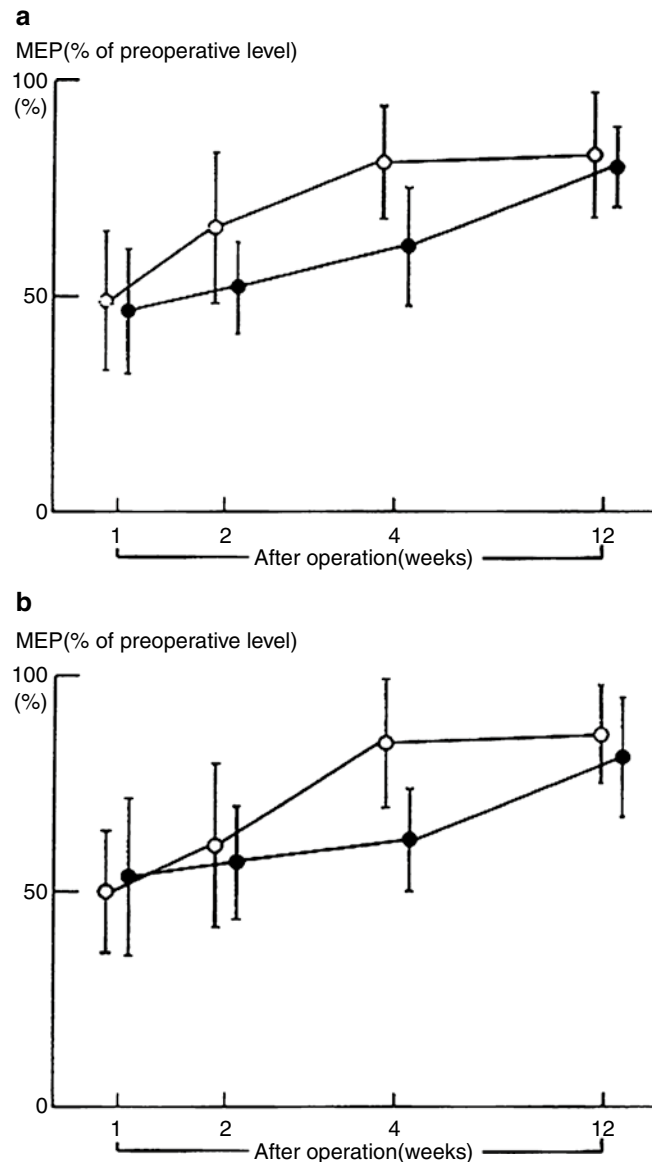 a
MEP(% of preoperative level)
100
(%)
50
0
1 2 4 12
After operation(weeks)
b
MEP(% of preoperative level)
100
(%)
50
0
1 2 4 12
After operation(weeks)